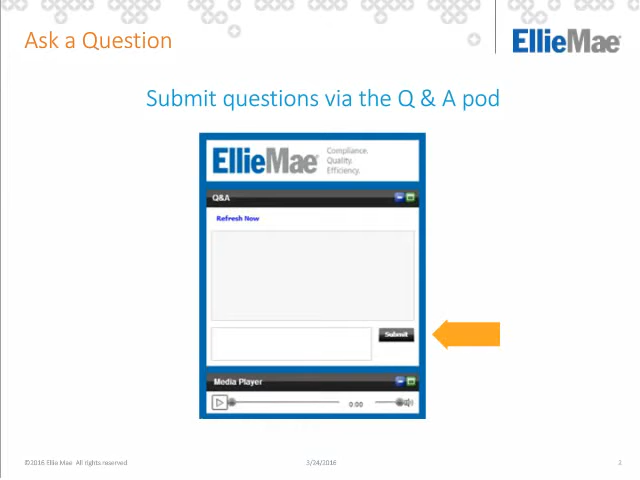 Ask a Question
EllieMae
Submit questions via the Q & A pod
EllieMae
Compliance.
Quality.
Efficiency.
Q&A
Refresh Now
Submit
Media Player
0:00
©2016 Ellie Mae All rights reserved
3/24/2016
2